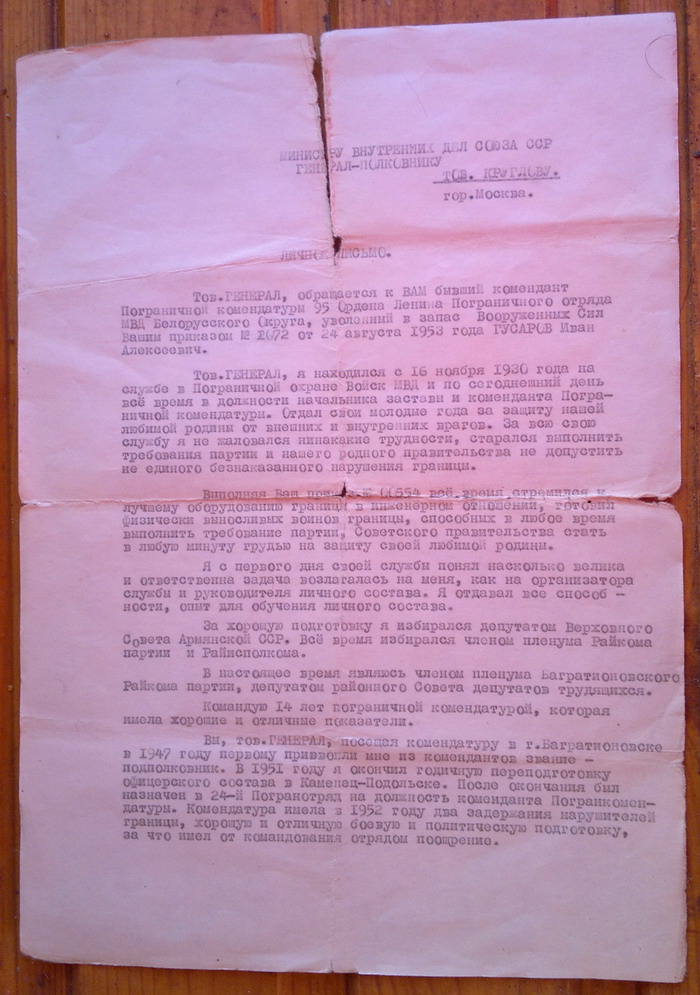 МИНИСТРУ ВНУТРЕННИХ ДЕЛ СОЮЗА ССР
ГЕНЕРАЛ-ПОЛКОВНИКУ
ТОВ. КРУГЛОВУ.
гор.Москва.
ЛИЧНОЕ ПИСЬМО.
Тов.ГЕНЕРАЛ, обращается к ВАМ бывший комендант
Пограничной комендатуры 95 Ордена Ленина Пограничного отряда
МВД Белорусского Округа, уволенный в запас Вооруженных Сил
Вашим приказом № 2072 от 24 августа 1953 года ГУСАРОВ Иван
Алексеевич.
Тов.ГЕНЕРАЛ, я находился с 16 ноября 1930 года на
службе в Пограничной охране Войск МВД и по сегоднешний день
всё время в должности начальника заставы и коменданта Погра-
ничной комендатуры. Отдал свои молодые года за защиту нашей
любимой родины от внешних и внутренних врагов. За всю свою
службу я не жаловался нинакакие трудности, старался выполнить
требования партии и нашего родного правительства не допустить
не единого безнаказанного нарушения границы.
Выполняя Ваш приказ № 00554 всё время стремился к
лучшему оборудованию границы в инженерном отношении, готовил
физически выносливых воинов границы, способных в любое время
выполнить требование партии, Советского правительства стать
в любую минуту грудью на защиту своей любимой родины.
Я с первого дня своей службы понял насколько велика
и ответственна задача возлагалась на меня, как на организатора
службы и руководителя личного состава. Я отдавал все способ -
ности, опыт для обучения личного состава.
За хорошую подготовку я избирался депутатом Верховного
Совета Армянской ССР. Всё время избирался членом пленума Райкома
партии и Райисполкома.
В настоящее время являюсь членом пленума Багратионовского
Райкома партии, депутатом районного Совета депутатов трудящихся.
Командую 14 лет пограничной комендатурой, которая
имела хорошие и отличные показатели.
Вы, тов.ГЕНЕРАЛ, посещая комендатуру в г.Багратионовске
в 1947 году первому привлоили мне из комендантов звание -
подполковник. В 1951 году я окончил годичную переподготовку
офицерского состава в Каменец-Подольске. После окончания был
назначен в 24-й Погранотряд на должность коменданта Погранкомен-
датуры. Комендатура имела в 1952 году два задержания нарушителей
границы, хорошую и отличную боевую и политическую подготовку,
за что имел от командования отрядом поощрение.